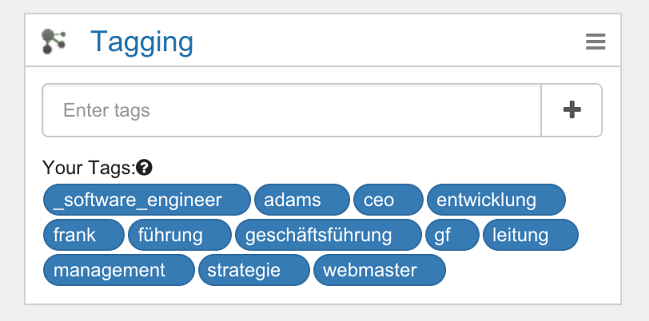 Tagging
Enter tags
Your Tags:
_software_engineer adams ceo entwicklung
frank führung geschäftsführung gf leitung
management strategie webmaster